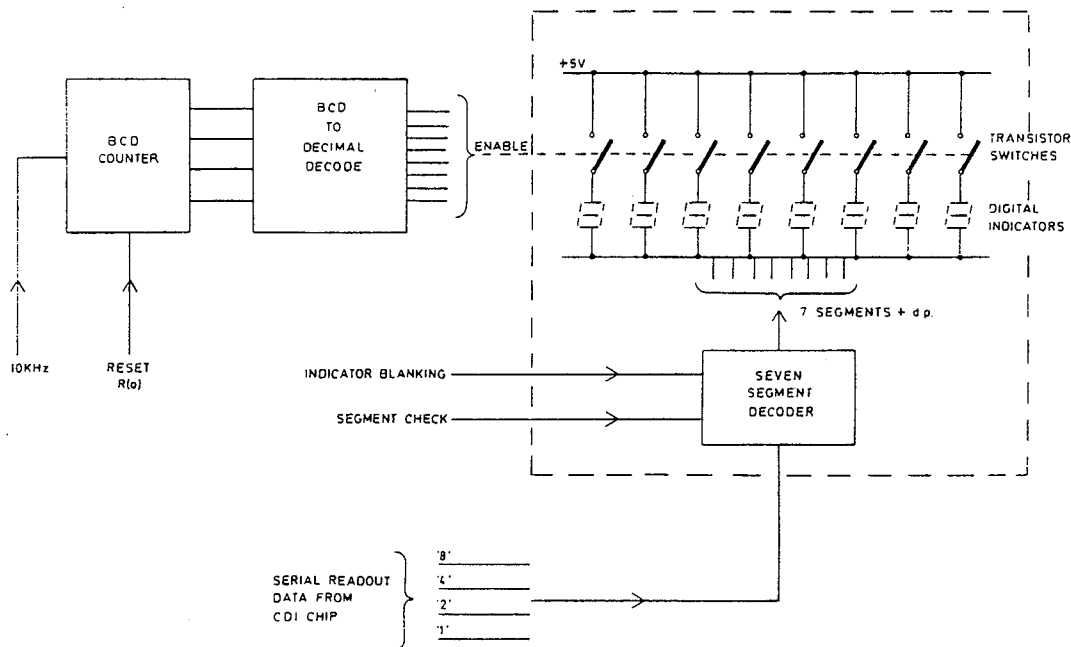 +5V
BCD
COUNTER
BCD
TO
DECIMAL
DECODE
ENABLE
TRANSISTOR
SWITCHES
DIGITAL
INDICATORS
7 SEGMENTS + d.p.
10KHz
RESET
R(o)
INDICATOR BLANKING
SEGMENT CHECK
SEVEN
SEGMENT
DECODER
SERIAL READOUT
DATA FROM
CDI CHIP
'8'
'4'
'2'
'1'